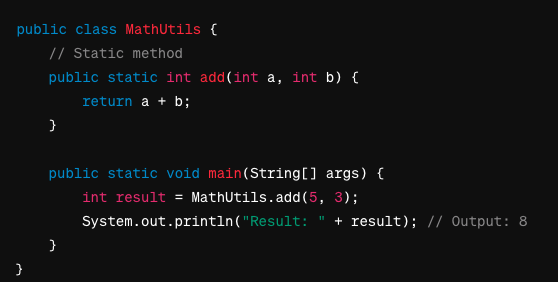 public class MathUtils {
    // Static method
    public static int add(int a, int b) {
        return a + b;
    }

    public static void main(String[] args) {
        int result = MathUtils.add(5, 3);
        System.out.println("Result: " + result); // Output: 8
    }
}